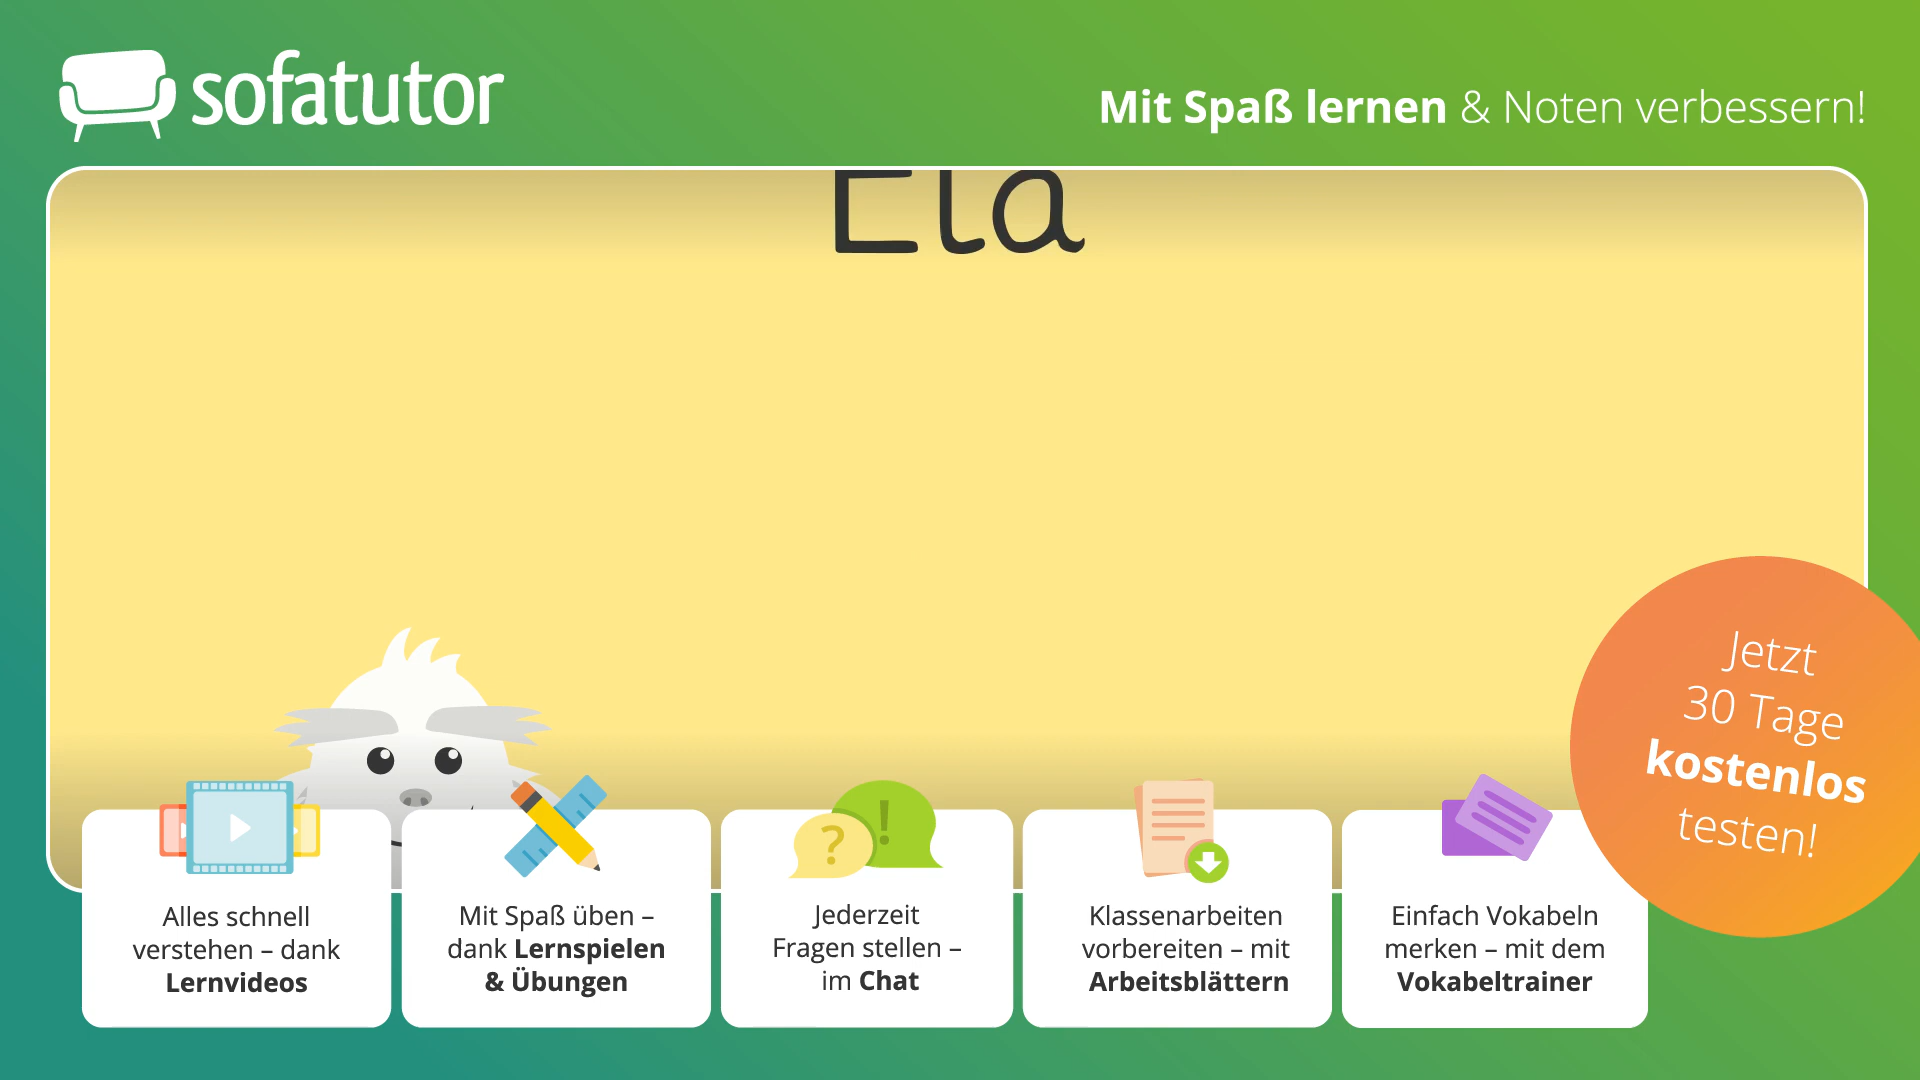 sofatutor
Mit Spaß lernen & Noten verbessern!
Ela
Jetzt
30 Tage
kostenlos
testen!
?
!
Alles schnell
verstehen – dank
Lernvideos
Mit Spaß üben –
dank Lernspielen
& Übungen
Jederzeit
Fragen stellen –
im Chat
Klassenarbeiten
vorbereiten – mit
Arbeitsblättern
Einfach Vokabeln
merken – mit dem
Vokabeltrainer